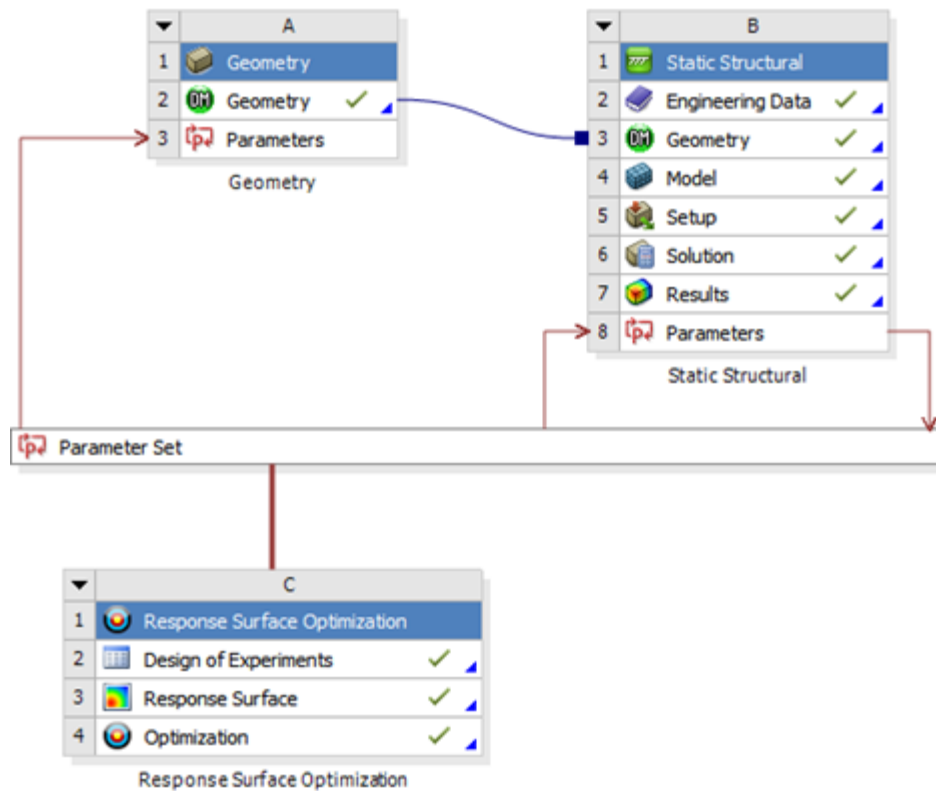 A
1 Geometry
2 DM Geometry
3 Parameters
Geometry
B
1 Static Structural
2 Engineering Data
3 DM Geometry
4 Model
5 Setup
6 Solution
7 Results
8 Parameters
Static Structural
Parameter Set
C
1 Response Surface Optimization
2 Design of Experiments
3 Response Surface
4 Optimization
Response Surface Optimization